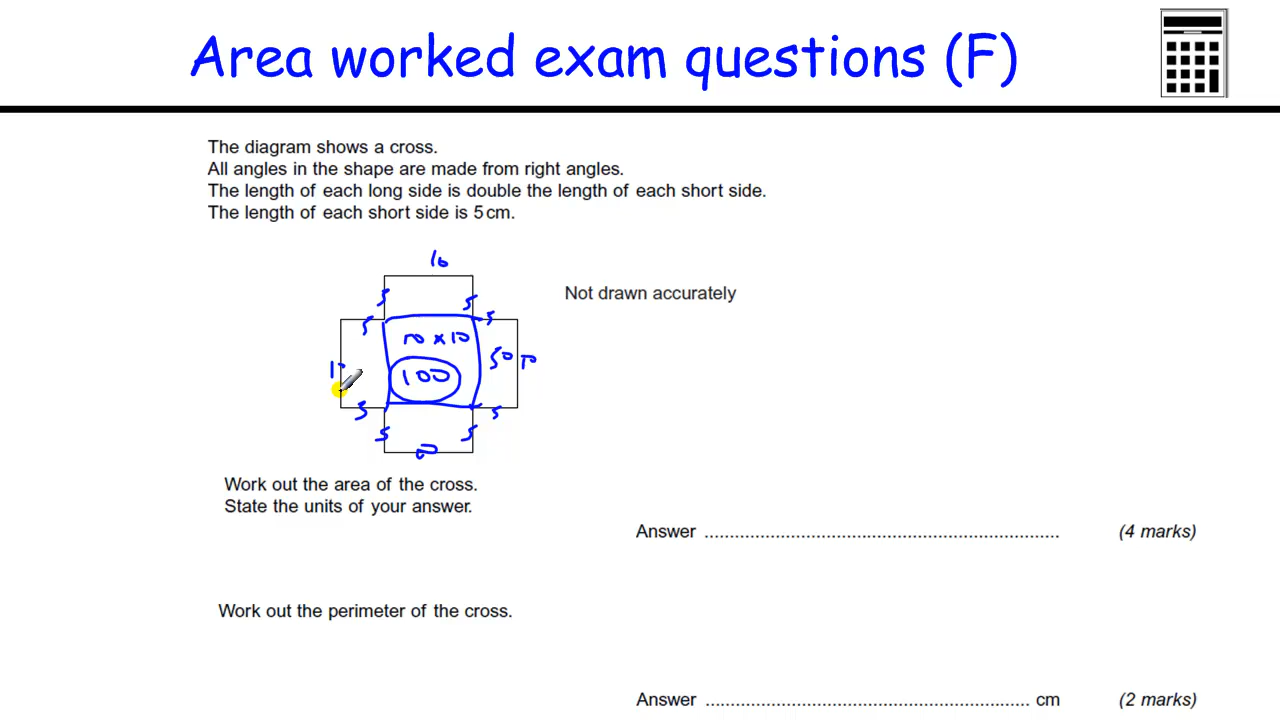 Area worked exam questions (F)
The diagram shows a cross.
All angles in the shape are made from right angles.
The length of each long side is double the length of each short side.
The length of each short side is 5 cm.
10
5 5
Not drawn accurately
5 5
10 × 10
50 10
10
100
5 5
5 5
10
Work out the area of the cross.
State the units of your answer.
Answer ........................................................................ (4 marks)
Work out the perimeter of the cross.
Answer .................................................................. cm (2 marks)